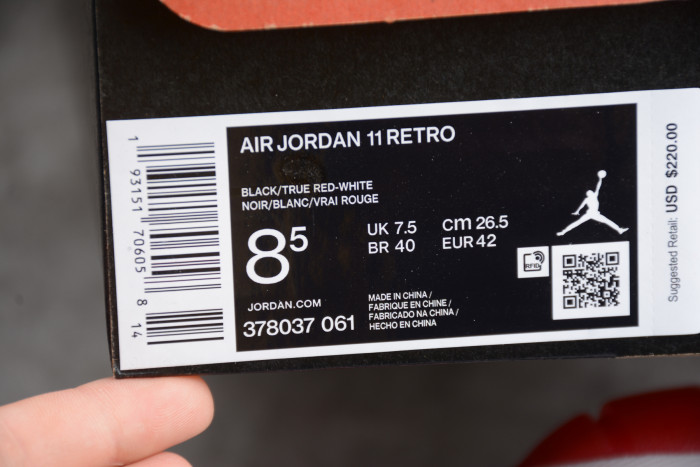 AIR JORDAN 11 RETRO
BLACK/TRUE RED-WHITE
NOIR/BLANC/VRAI ROUGE
8⁵
UK 7.5
BR 40
cm 26.5
EUR 42
JORDAN.COM
378037 061
MADE IN CHINA /
FABRIQUE EN CHINE /
FABRICADO NA CHINA /
HECHO EN CHINA
RFID
1 93151 70605 8 14
Suggested Retail: USD $220.00